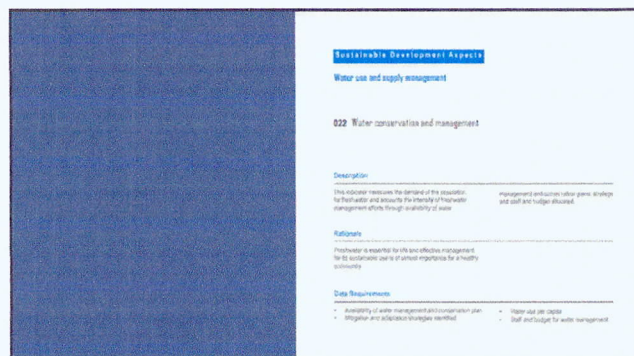 Sustainable Development Aspects
Water use and supply management
022 Water conservation and management
Description
This indicator measures the demand of the population
for freshwater and accounts the intensity of freshwater
management efforts through availability of water
management and conservation plans, strategies
and staff and budget allocated.
Rationale
Freshwater is essential for life and effective management
for its sustainable use is of utmost importance for a healthy
community.
Data Requirements
• Availability of water management and conservation plan
• Mitigation and adaptation strategies identified
• Water use per capita
• Staff and budget for water management